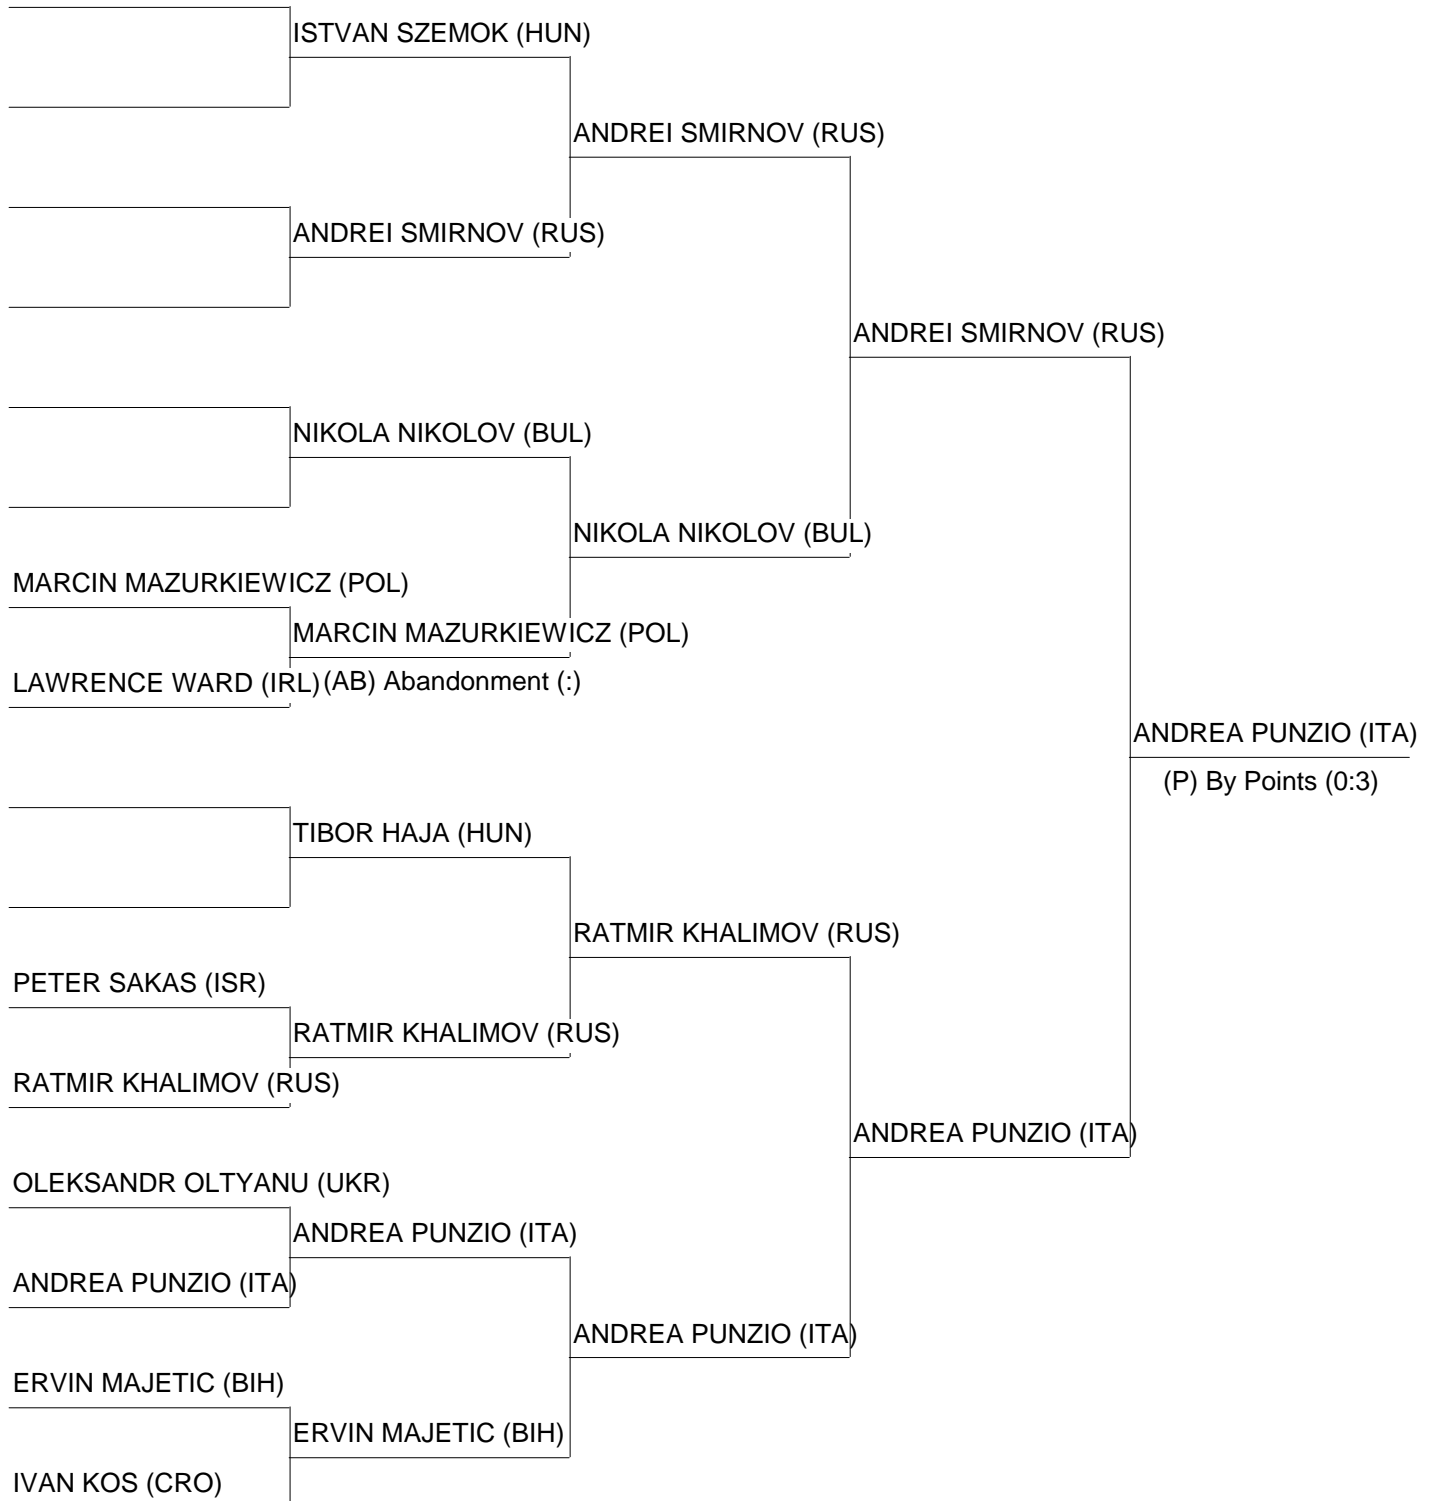 ISTVAN SZEMOK (HUN)
ANDREI SMIRNOV (RUS)
ANDREI SMIRNOV (RUS)
ANDREI SMIRNOV (RUS)
NIKOLA NIKOLOV (BUL)
NIKOLA NIKOLOV (BUL)
MARCIN MAZURKIEWICZ (POL)
MARCIN MAZURKIEWICZ (POL)
LAWRENCE WARD (IRL) (AB) Abandonment (:)
ANDREA PUNZIO (ITA)
(P) By Points (0:3)
TIBOR HAJA (HUN)
RATMIR KHALIMOV (RUS)
PETER SAKAS (ISR)
RATMIR KHALIMOV (RUS)
RATMIR KHALIMOV (RUS)
ANDREA PUNZIO (ITA)
OLEKSANDR OLTYANU (UKR)
ANDREA PUNZIO (ITA)
ANDREA PUNZIO (ITA)
ANDREA PUNZIO (ITA)
ERVIN MAJETIC (BIH)
ERVIN MAJETIC (BIH)
IVAN KOS (CRO)